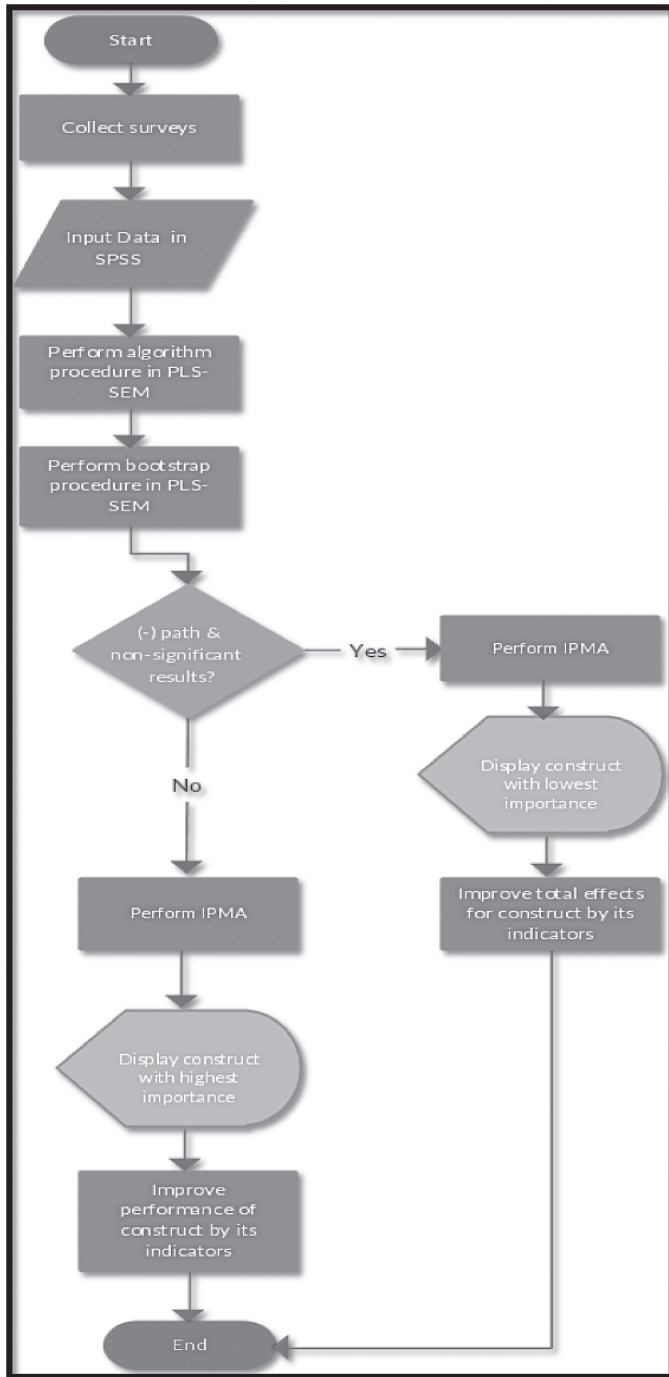 Start
Collect surveys
Input Data in
SPSS
Perform algorithm
procedure in PLS-
SEM
Perform bootstrap
procedure in PLS-
SEM
(-) path &
non-significant
results?
Yes
Perform IPMA
Display construct
with lowest
importance
Improve total effects
for construct by its
indicators
No
Perform IPMA
Display construct
with highest
importance
Improve
performance of
construct by its
indicators
End